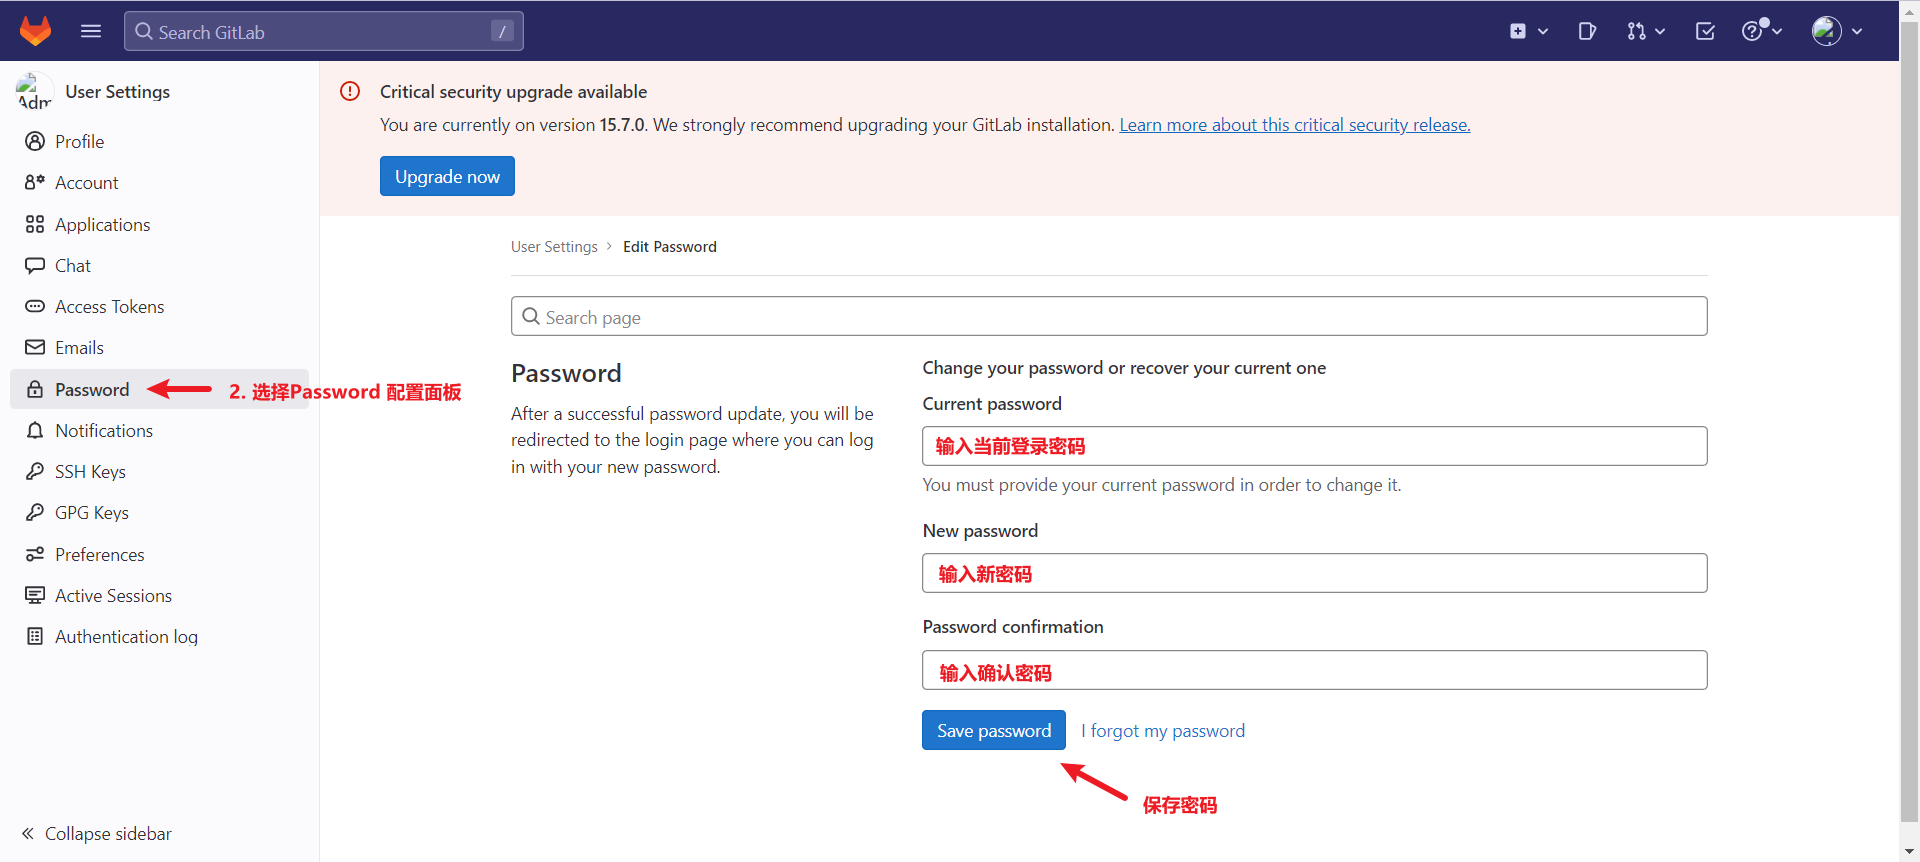 Search GitLab /
Adm
User Settings
Profile
Account
Applications
Chat
Access Tokens
Emails
Password
2. 选择Password 配置面板
Notifications
SSH Keys
GPG Keys
Preferences
Active Sessions
Authentication log
Collapse sidebar
Critical security upgrade available
You are currently on version 15.7.0. We strongly recommend upgrading your GitLab installation. Learn more about this critical security release.
Upgrade now
User Settings > Edit Password
Search page
Password
After a successful password update, you will be
redirected to the login page where you can log
in with your new password.
Change your password or recover your current one
Current password
输入当前登录密码
You must provide your current password in order to change it.
New password
输入新密码
Password confirmation
输入确认密码
Save password I forgot my password
保存密码